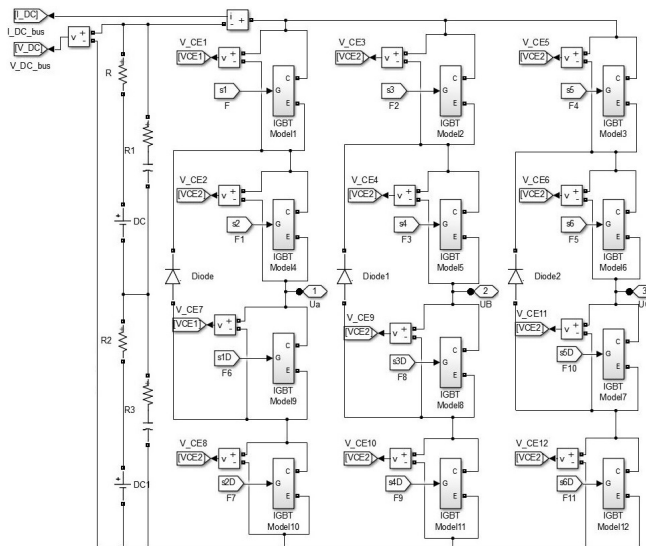 [I_DC]
I_DC_bus
[V_DC]
V_DC_bus
R
R1
DC
R2
R3
DC1
i
+
-
v
V_CE1
[VCE1]
s1
F
G
C
E
IGBT
Model1
V_CE3
[VCE2]
s3
F2
G
C
E
IGBT
Model2
V_CE5
[VCE2]
s5
F4
G
C
E
IGBT
Model3
V_CE2
[VCE2]
s2
F1
G
C
E
IGBT
Model4
V_CE4
[VCE2]
s4
F3
G
C
E
IGBT
Model5
V_CE6
[VCE2]
s6
F5
G
C
E
IGBT
Model6
Diode
1
Ua
Diode1
2
UB
Diode2
3
V_CE7
[VCE1]
s1D
F6
G
C
E
IGBT
Model9
V_CE9
[VCE2]
s3D
F8
G
C
E
IGBT
Model8
V_CE11
[VCE2]
s5D
F10
G
C
E
IGBT
Model7
V_CE8
[VCE2]
s2D
F7
G
C
E
IGBT
Model10
V_CE10
[VCE2]
s4D
F9
G
C
E
IGBT
Model11
V_CE12
[VCE2]
s6D
F11
G
C
E
IGBT
Model12